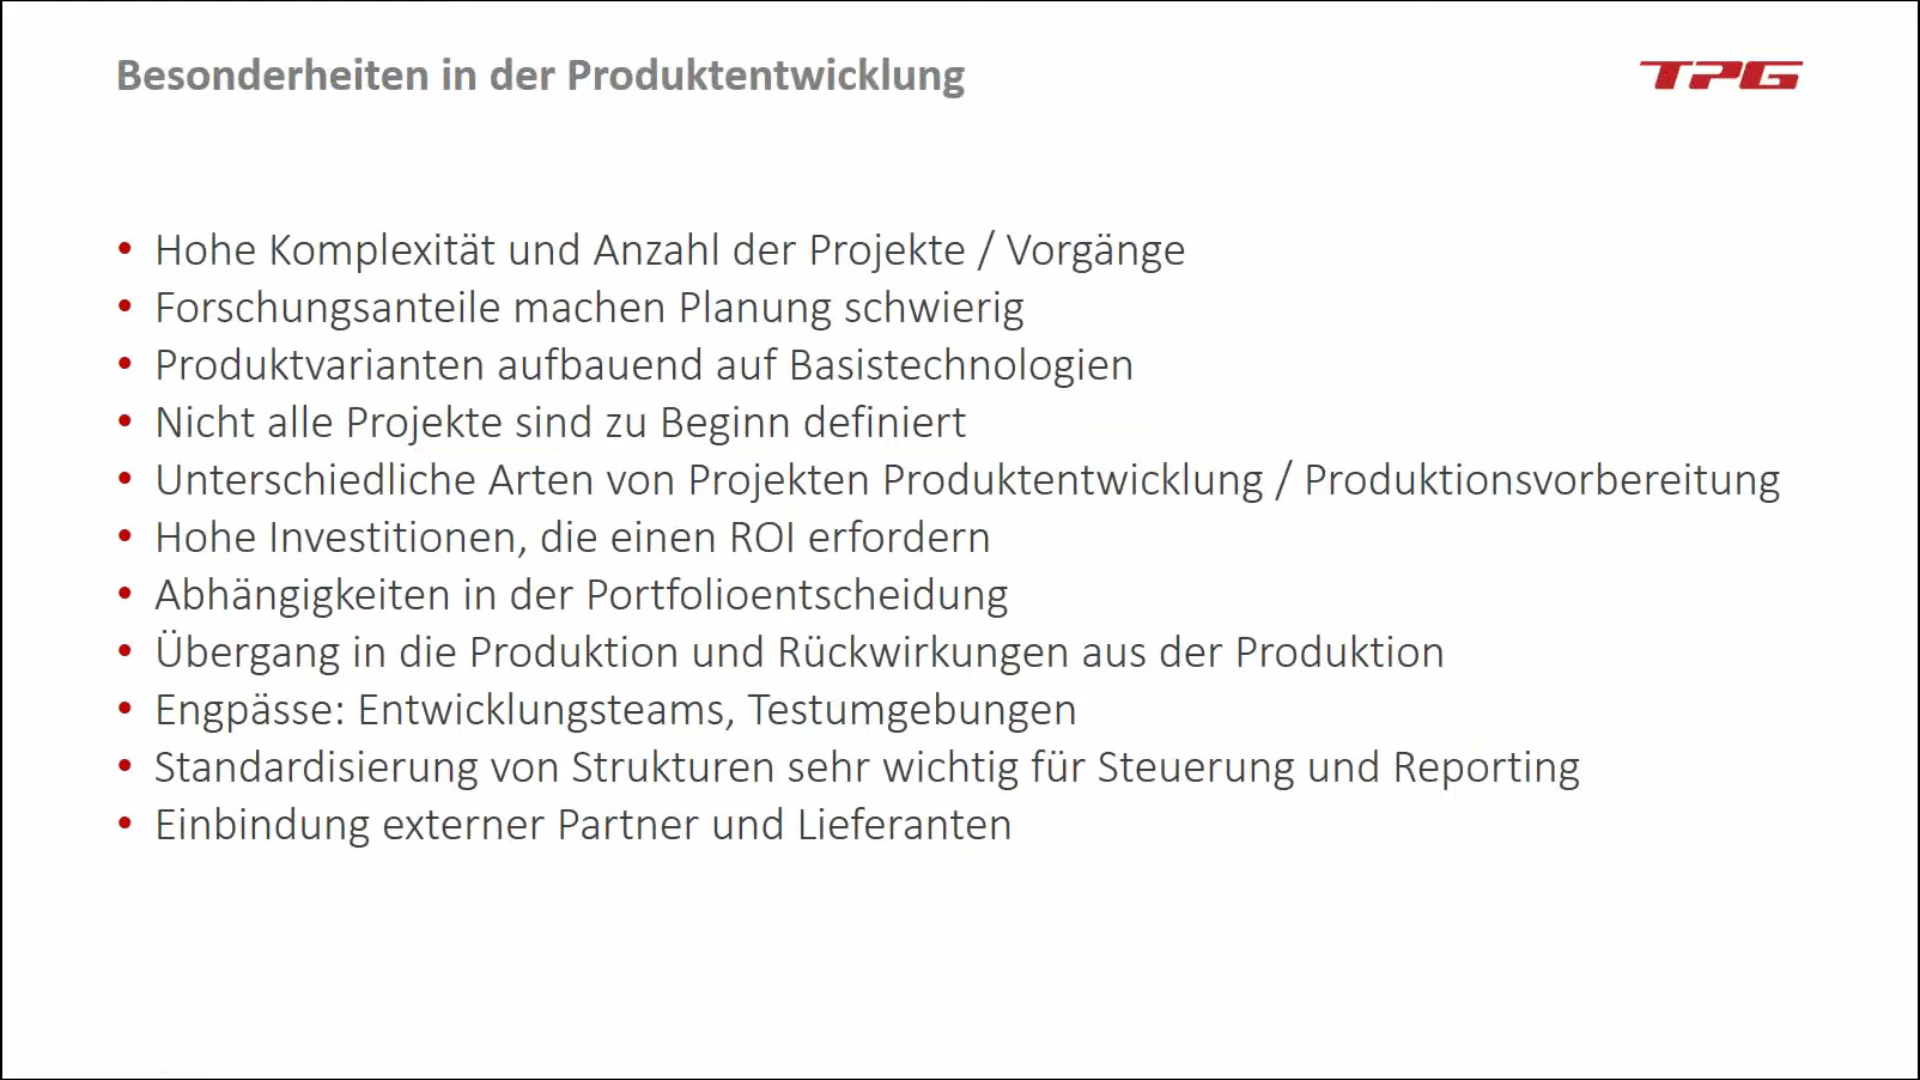 Besonderheiten in der Produktentwicklung
TPG
• Hohe Komplexität und Anzahl der Projekte / Vorgänge
• Forschungsanteile machen Planung schwierig
• Produktvarianten aufbauend auf Basistechnologien
• Nicht alle Projekte sind zu Beginn definiert
• Unterschiedliche Arten von Projekten Produktentwicklung / Produktionsvorbereitung
• Hohe Investitionen, die einen ROI erfordern
• Abhängigkeiten in der Portfolioentscheidung
• Übergang in die Produktion und Rückwirkungen aus der Produktion
• Engpässe: Entwicklungsteams, Testumgebungen
• Standardisierung von Strukturen sehr wichtig für Steuerung und Reporting
• Einbindung externer Partner und Lieferanten